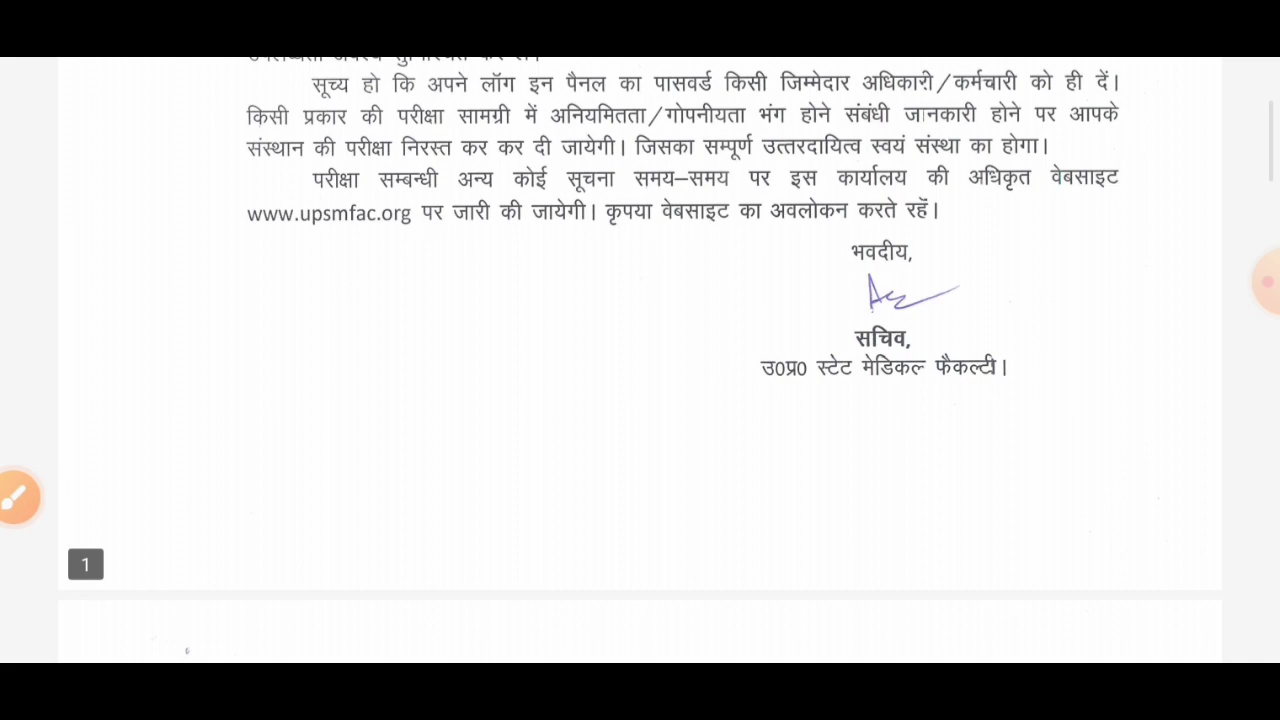 सूच्य हो कि अपने लॉग इन पैनल का पासवर्ड किसी जिम्मेदार अधिकारी/कर्मचारी को ही दें।
किसी प्रकार की परीक्षा सामग्री में अनियमितता/गोपनीयता भंग होने संबंधी जानकारी होने पर आपके
संस्थान की परीक्षा निरस्त कर कर दी जायेगी। जिसका सम्पूर्ण उत्तरदायित्व स्वयं संस्था का होगा।
परीक्षा सम्बन्धी अन्य कोई सूचना समय–समय पर इस कार्यालय की अधिकृत वेबसाइट
www.upsmfac.org पर जारी की जायेगी। कृपया वेबसाइट का अवलोकन करते रहें।
भवदीय,
सचिव,
उ0प्र0 स्टेट मेडिकल फैकल्टी।
1